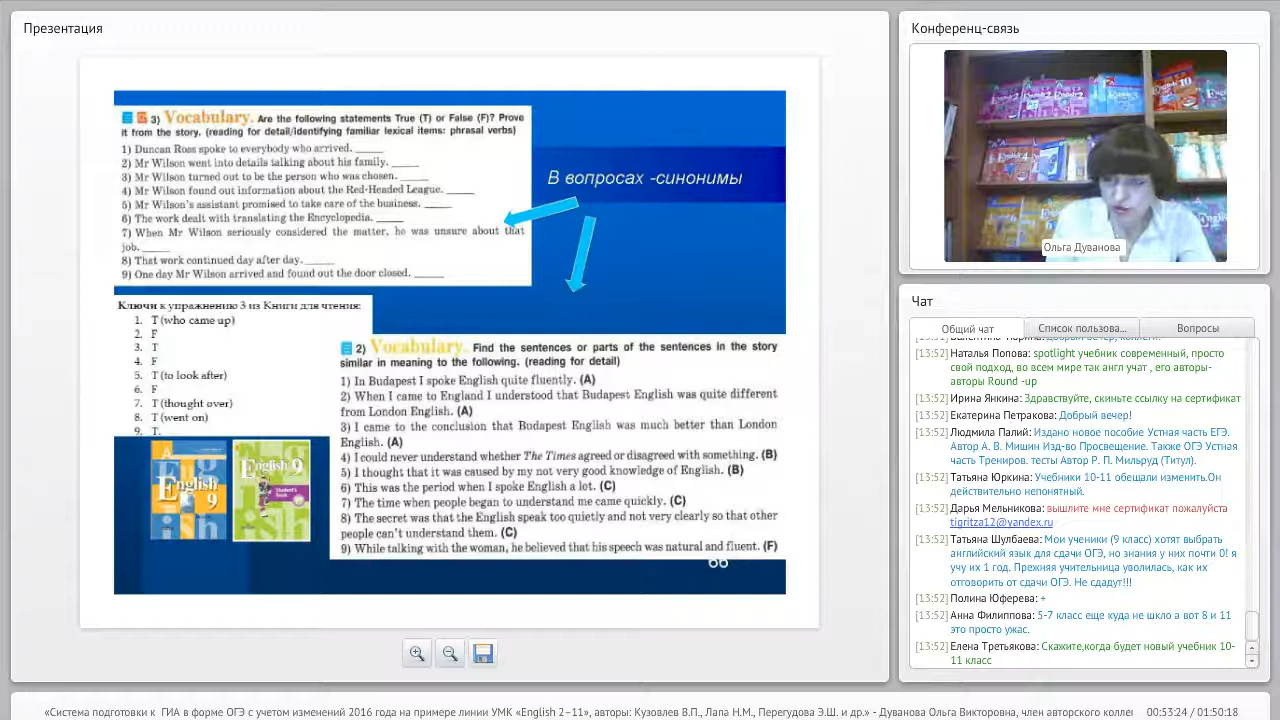 Презентация
3) Vocabulary. Are the following statements True (T) or False (F)? Prove
it from the story. (reading for detail/identifying familiar lexical items: phrasal verbs)
1) Duncan Ross spoke to everybody who arrived. _____
2) Mr Wilson went into details talking about his family. _____
3) Mr Wilson turned out to be the person who was chosen. _____
4) Mr Wilson found out information about the Red-Headed League. _____
5) Mr Wilson's assistant promised to take care of the business. _____
6) The work dealt with translating the Encyclopedia. _____
7) When Mr Wilson seriously considered the matter, he was unsure about that
job. _____
8) That work continued day after day. _____
9) One day Mr Wilson arrived and found out the door closed. _____
В вопросах -синонимы
Ключи к упражнению 3 из Книги для чтения:
1. T (who came up)
2. F
3. T
4. F
5. T (to look after)
6. F
7. T (thought over)
8. T (went on)
9. T.
2) Vocabulary. Find the sentences or parts of the sentences in the story
similar in meaning to the following. (reading for detail)
1) In Budapest I spoke English quite fluently. (A)
2) When I came to England I understood that Budapest English was quite different
from London English. (A)
3) I came to the conclusion that Budapest English was much better than London
English. (A)
4) I could never understand whether The Times agreed or disagreed with something. (B)
5) I thought that it was caused by my not very good knowledge of English. (B)
6) This was the period when I spoke English a lot. (C)
7) The time when people began to understand me came quickly. (C)
8) The secret was that the English speak too quietly and not very clearly so that other
people can't understand them. (C)
9) While talking with the woman, he believed that his speech was natural and fluent. (F)
English 9
English 9
66
Конференц-связь
Ольга Дуванова
Чат
Общий чат
Список пользова...
Вопросы
[13:52] Наталья Попова: spotlight учебник современный, просто
свой подход, во всем мире так англ учат , его авторы-
авторы Round -up
[13:52] Ирина Янкина: Здравствуйте, скиньте ссылку на сертификат
[13:52] Екатерина Петракова: Добрый вечер!
[13:52] Людмила Палий: Издано новое пособие Устная часть ЕГЭ.
Автор А. В. Мишин Изд-во Просвещение. Также ОГЭ Устная
часть Трениров. тесты Автор Р. П. Мильруд (Титул).
[13:52] Татьяна Юркина: Учебники 10-11 обещали изменить.Он
действительно непонятный.
[13:52] Дарья Мельникова: вышлите мне сертификат пожалуйста
tigritza12@yandex.ru
[13:52] Татьяна Шулбаева: Мои ученики (9 класс) хотят выбрать
английский язык для сдачи ОГЭ, но знания у них почти 0! я
учу их 1 год. Прежняя учительница уволилась, как их
отговорить от сдачи ОГЭ. Не сдадут!!!
[13:52] Полина Юферева: +
[13:52] Анна Филиппова: 5-7 класс еще куда не шло а вот 8 и 11
это просто ужас.
[13:52] Елена Третьякова: Скажите,когда будет новый учебник 10-
11 класс
«Система подготовки к ГИА в форме ОГЭ с учетом изменений 2016 года на примере линии УМК «English 2–11», авторы: Кузовлев В.П., Лапа Н.М., Перегудова Э.Ш. и др.» - Дуванова Ольга Викторовна, член авторского коллег 00:53:24 / 01:50:18